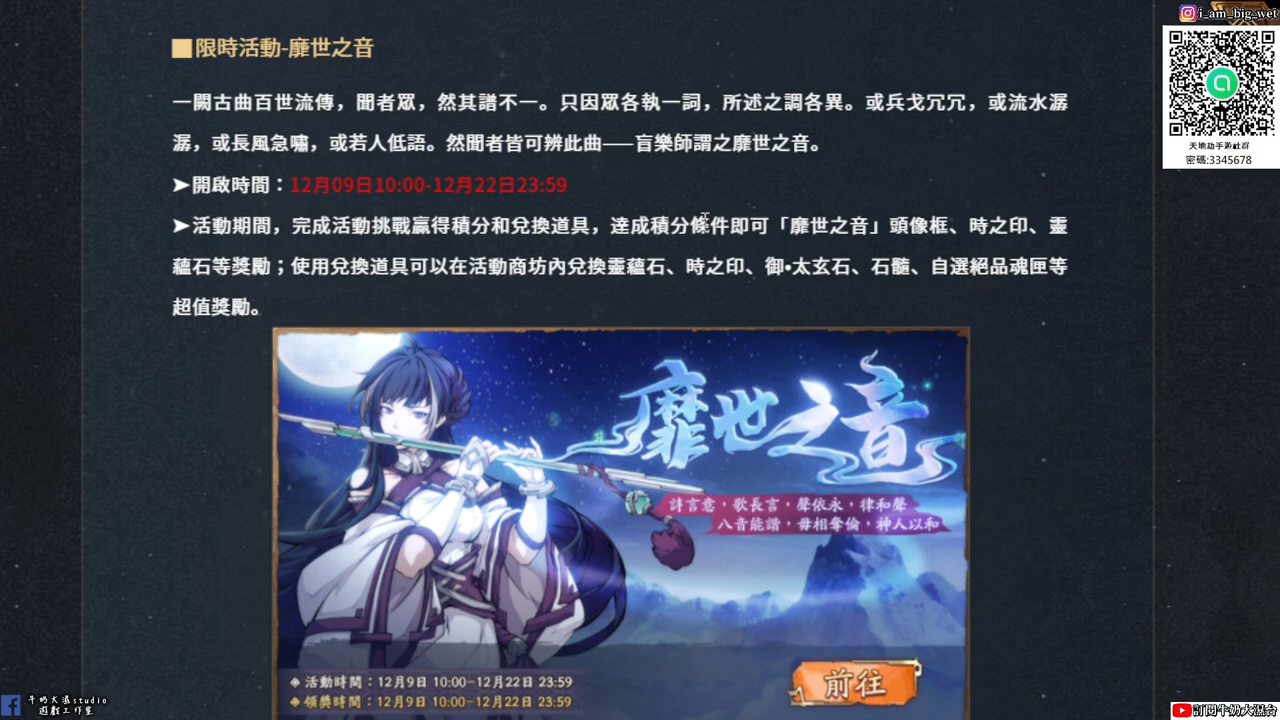 ■限時活動-靡世之音
一闕古曲百世流傳，聞者眾，然其譜不一。只因眾各執一詞，所述之調各異。或兵戈冗冗，或流水潺
潺，或長風急嘯，或若人低語。然聞者皆可辨此曲——盲樂師謂之靡世之音。
➤開啟時間：12月09日10:00-12月22日23:59
➤活動期間，完成活動挑戰贏得積分和兌換道具，達成積分條件即可「靡世之音」頭像框、時之印、靈
蘊石等獎勵；使用兌換道具可以在活動商坊內兌換靈蘊石、時之印、御•太玄石、石髓、自選絕品魂匣等
超值獎勵。
靡世之音
詩言意，歌長言，聲依永，律和聲
八音能諧，毋相奪倫，神人以和
◈活動時間：12月9日 10:00-12月22日 23:59
◈領獎時間：12月9日 10:00-12月22日 23:59
前往
i_am_big_wet
天地劫手遊社群
密碼:3345678
牛奶大濕studio
遊戲工作室
訂閱牛奶大濕台